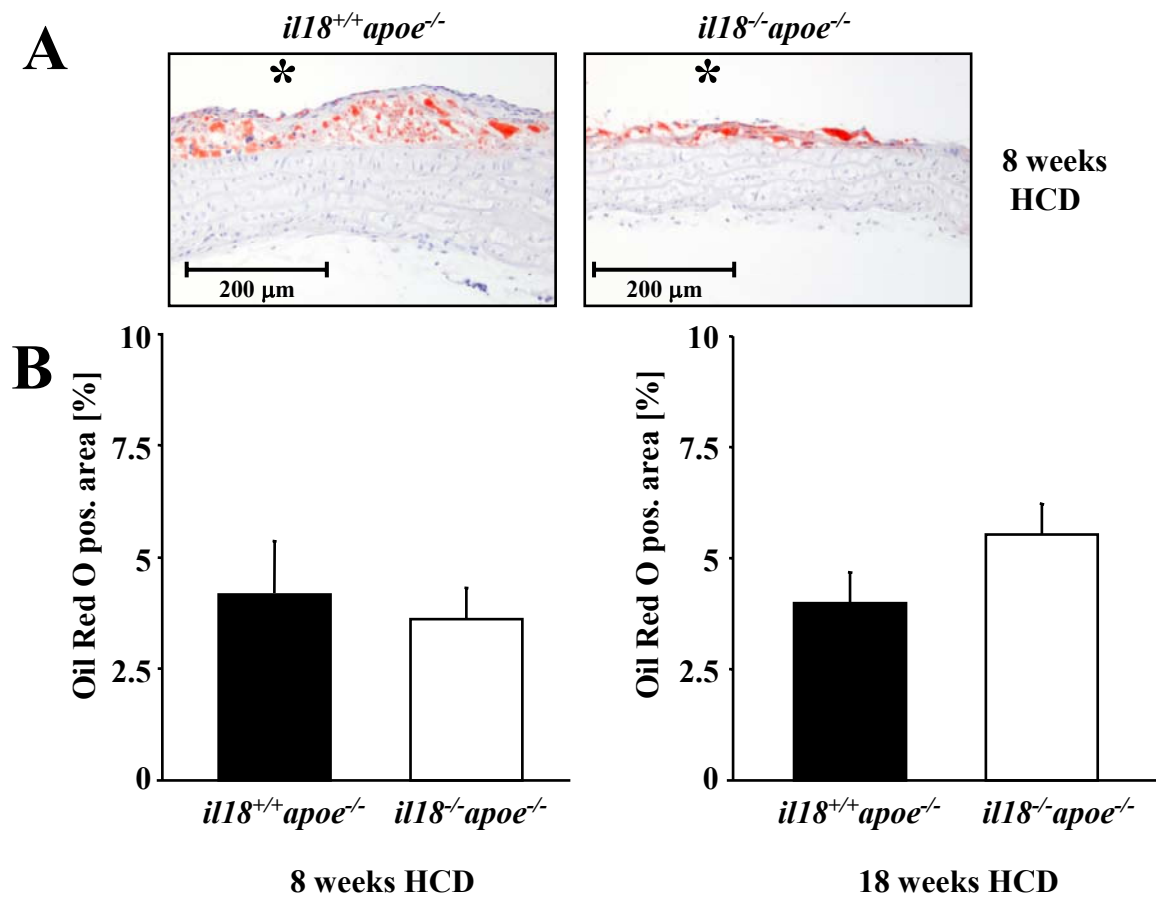 A
il18+/+apoe-/-
il18-/-apoe-/-
*
*
200 μm
200 μm
8 weeks
HCD
B
Oil Red O pos. area [%]
10
7.5
5
2.5
0
il18+/+apoe-/-
il18-/-apoe-/-
8 weeks HCD
Oil Red O pos. area [%]
10
7.5
5
2.5
0
il18+/+apoe-/-
il18-/-apoe-/-
18 weeks HCD